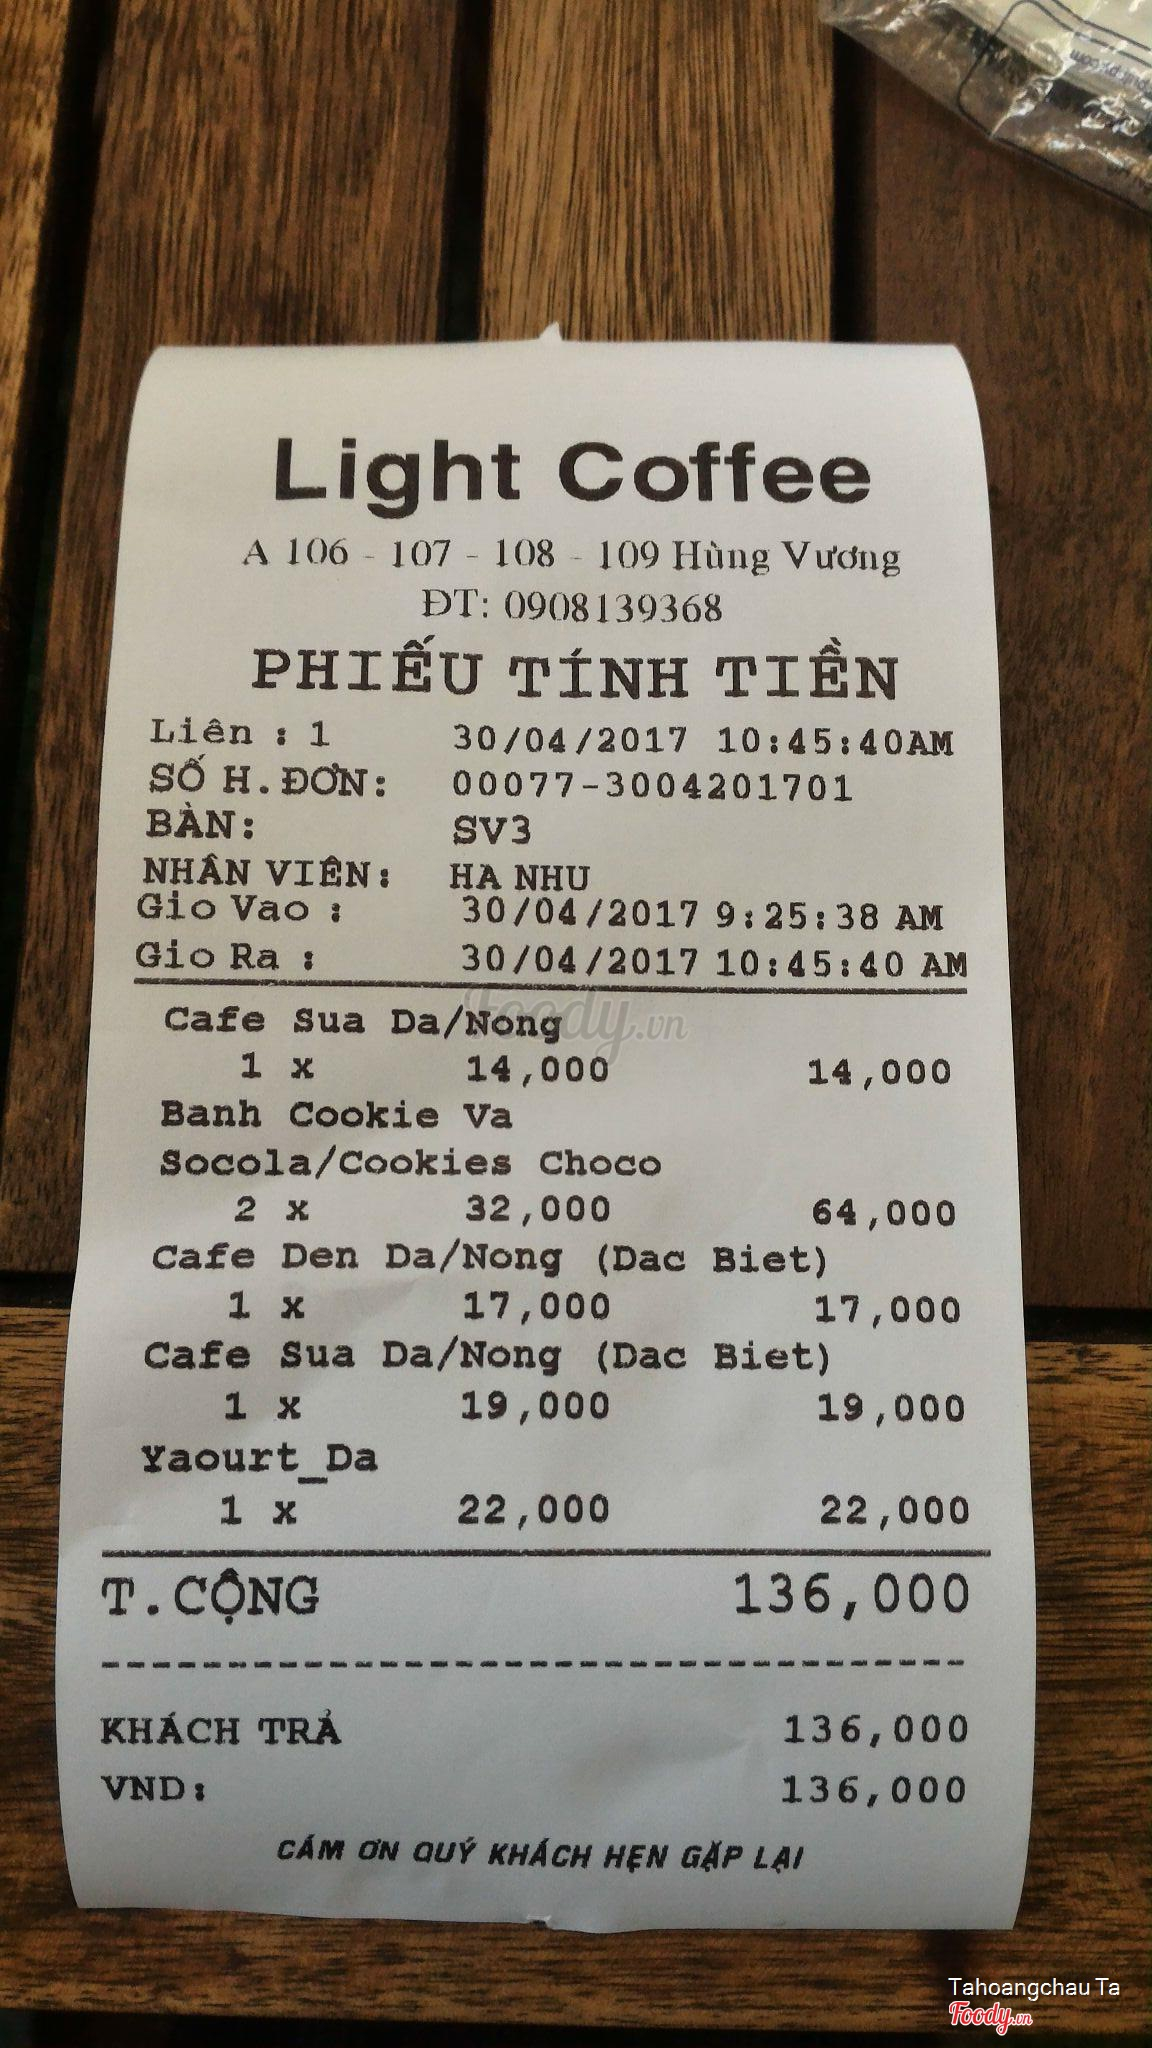 Light Coffee
A 106 - 107 - 108 - 109 Hùng Vương
ĐT: 0908139368
PHIẾU TÍNH TIỀN
Liên : 1 30/04/2017 10:45:40AM
SỐ H.ĐƠN: 00077-3004201701
BÀN: SV3
NHÂN VIÊN: HA NHU
Gio Vao : 30/04/2017 9:25:38 AM
Gio Ra : 30/04/2017 10:45:40 AM
Foody.vn
Cafe Sua Da/Nong
1 x 14,000 14,000
Banh Cookie Va
Socola/Cookies Choco
2 x 32,000 64,000
Cafe Den Da/Nong (Dac Biet)
1 x 17,000 17,000
Cafe Sua Da/Nong (Dac Biet)
1 x 19,000 19,000
Yaourt_Da
1 x 22,000 22,000
T.CỘNG 136,000
KHÁCH TRẢ 136,000
VND: 136,000
CÁM ƠN QUÝ KHÁCH HẸN GẶP LẠI
Tahoangchau Ta
Foody.vn